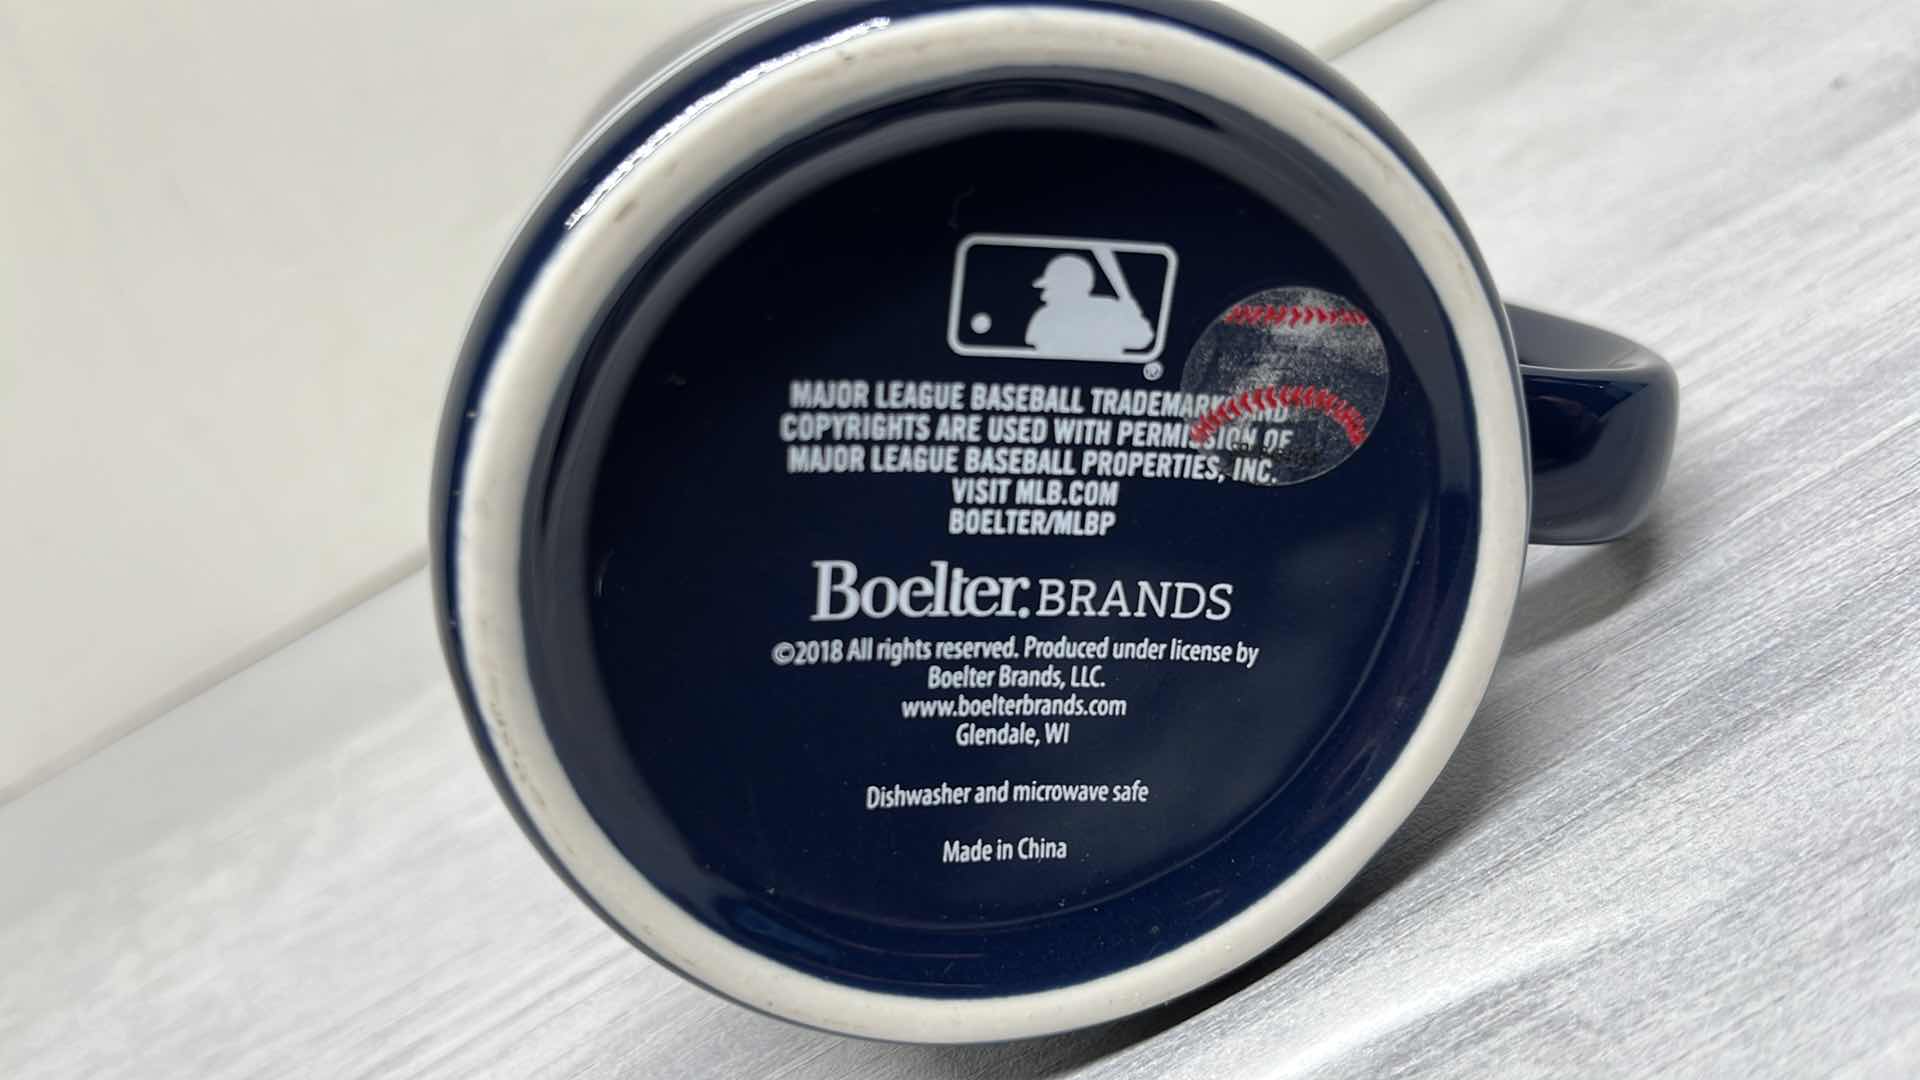 ®
MAJOR LEAGUE BASEBALL TRADEMARK AND
COPYRIGHTS ARE USED WITH PERMISSION OF
MAJOR LEAGUE BASEBALL PROPERTIES, INC.
VISIT MLB.COM
BOELTER/MLBP
Boelter. BRANDS
©2018 All rights reserved. Produced under license by
Boelter Brands, LLC.
www.boelterbrands.com
Glendale, WI
Dishwasher and microwave safe
Made in China